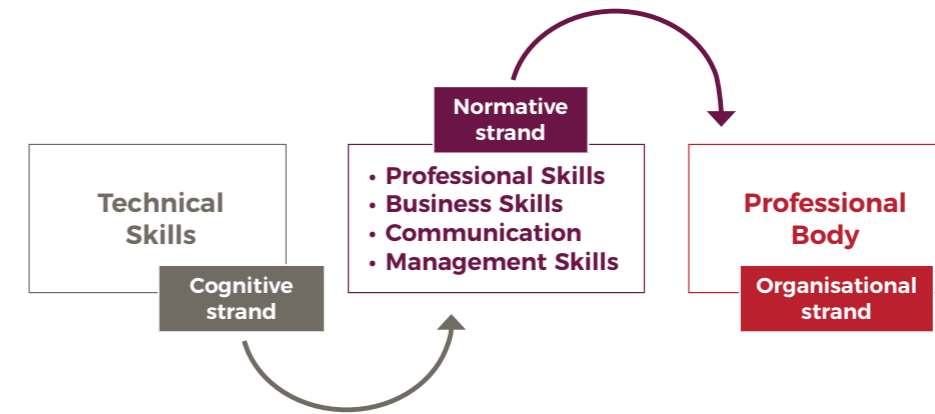 Normative
strand
Technical
Skills
Cognitive
strand
• Professional Skills
• Business Skills
• Communication
• Management Skills
Professional
Body
Organisational
strand